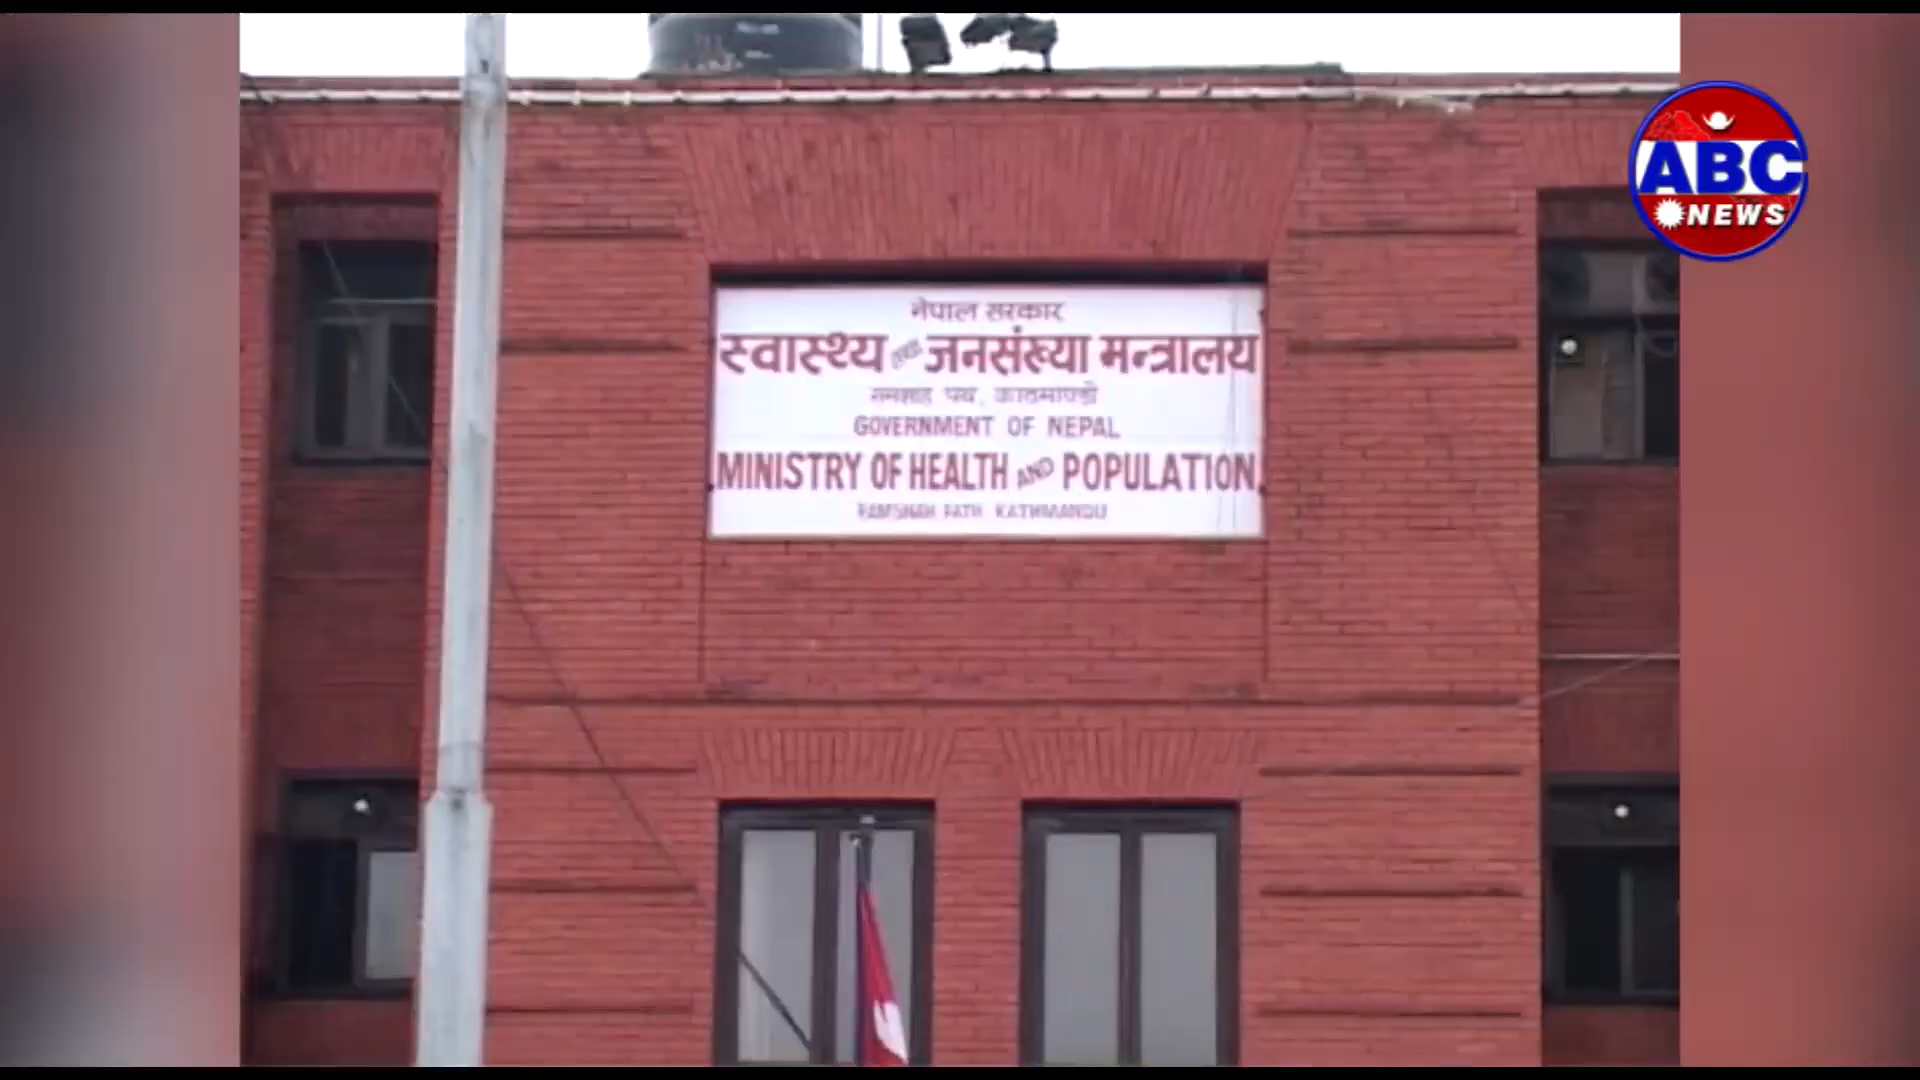 नेपाल सरकार
स्वास्थ्य तथा जनसंख्या मन्त्रालय
रामशाह पथ, काठमाण्डौ
GOVERNMENT OF NEPAL
MINISTRY OF HEALTH AND POPULATION
RAMSHAH PATH KATHMANDU
ABC
NEWS